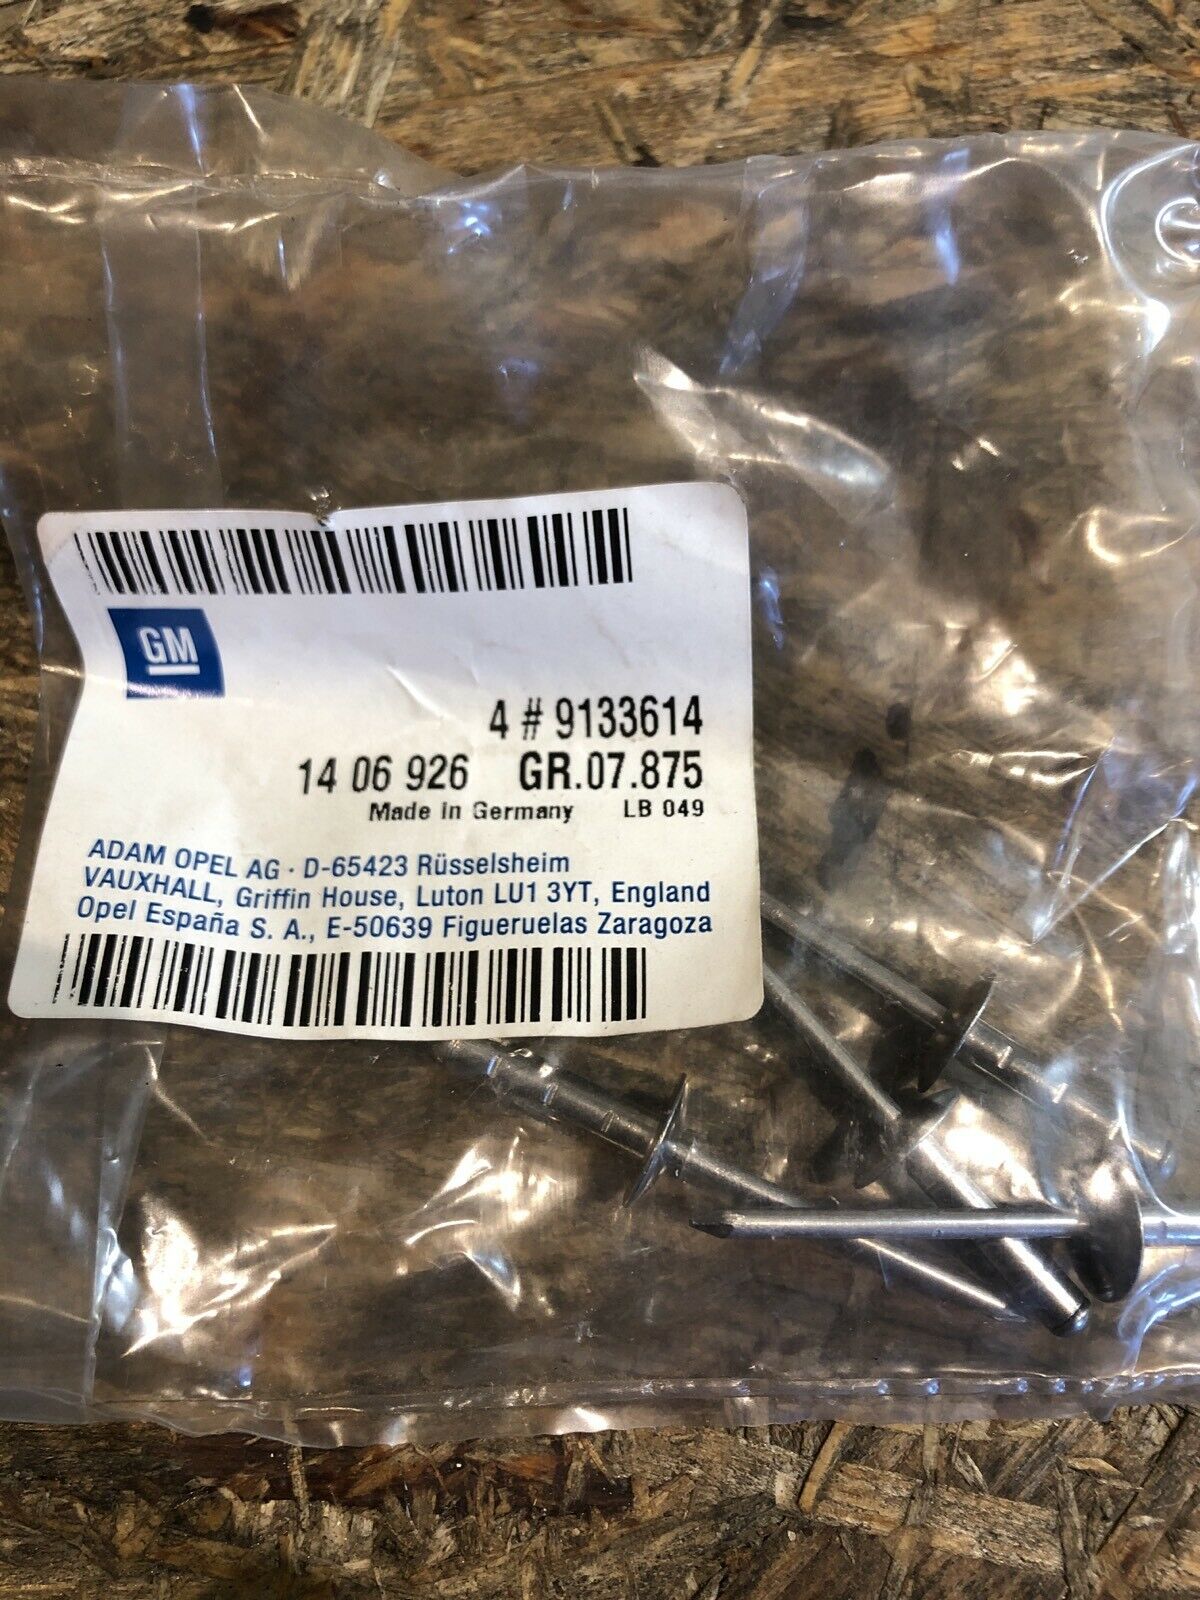 GM
4 # 9133614
14 06 926 GR.07.875
Made in Germany LB 049
ADAM OPEL AG · D-65423 Rüsselsheim
VAUXHALL, Griffin House, Luton LU1 3YT, England
Opel España S. A., E-50639 Figueruelas Zaragoza